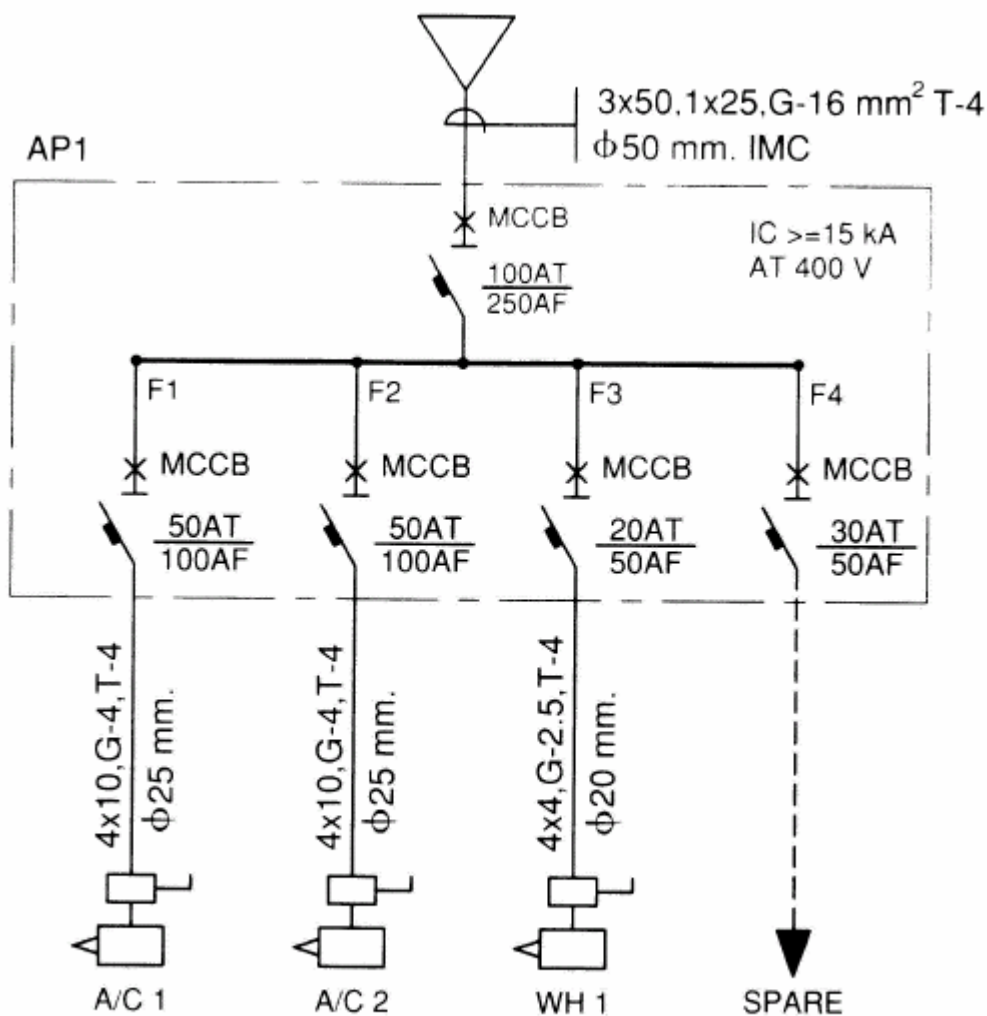 3x50,1x25,G-16 mm² T-4
ϕ50 mm. IMC
AP1
MCCB
IC >=15 kA
AT 400 V
100AT
250AF
F1
F2
F3
F4
MCCB
MCCB
MCCB
MCCB
50AT
100AF
50AT
100AF
20AT
50AF
30AT
50AF
4x10,G-4,T-4
ϕ25 mm.
4x10,G-4,T-4
ϕ25 mm.
4x4,G-2.5,T-4
ϕ20 mm.
A/C 1
A/C 2
WH 1
SPARE